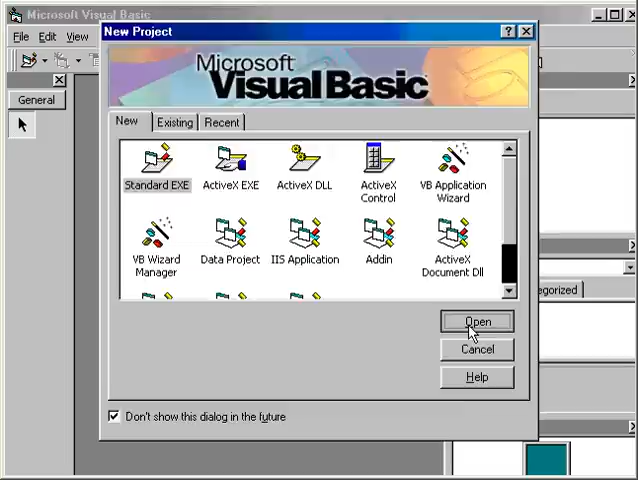 Microsoft Visual Basic
File Edit View
General
New Project
Microsoft
Visual Basic
New Existing Recent
Standard EXE ActiveX EXE ActiveX DLL ActiveX Control VB Application Wizard
VB Wizard Manager Data Project IIS Application Addin ActiveX Document Dll
egorized
Open
Cancel
Help
Don't show this dialog in the future